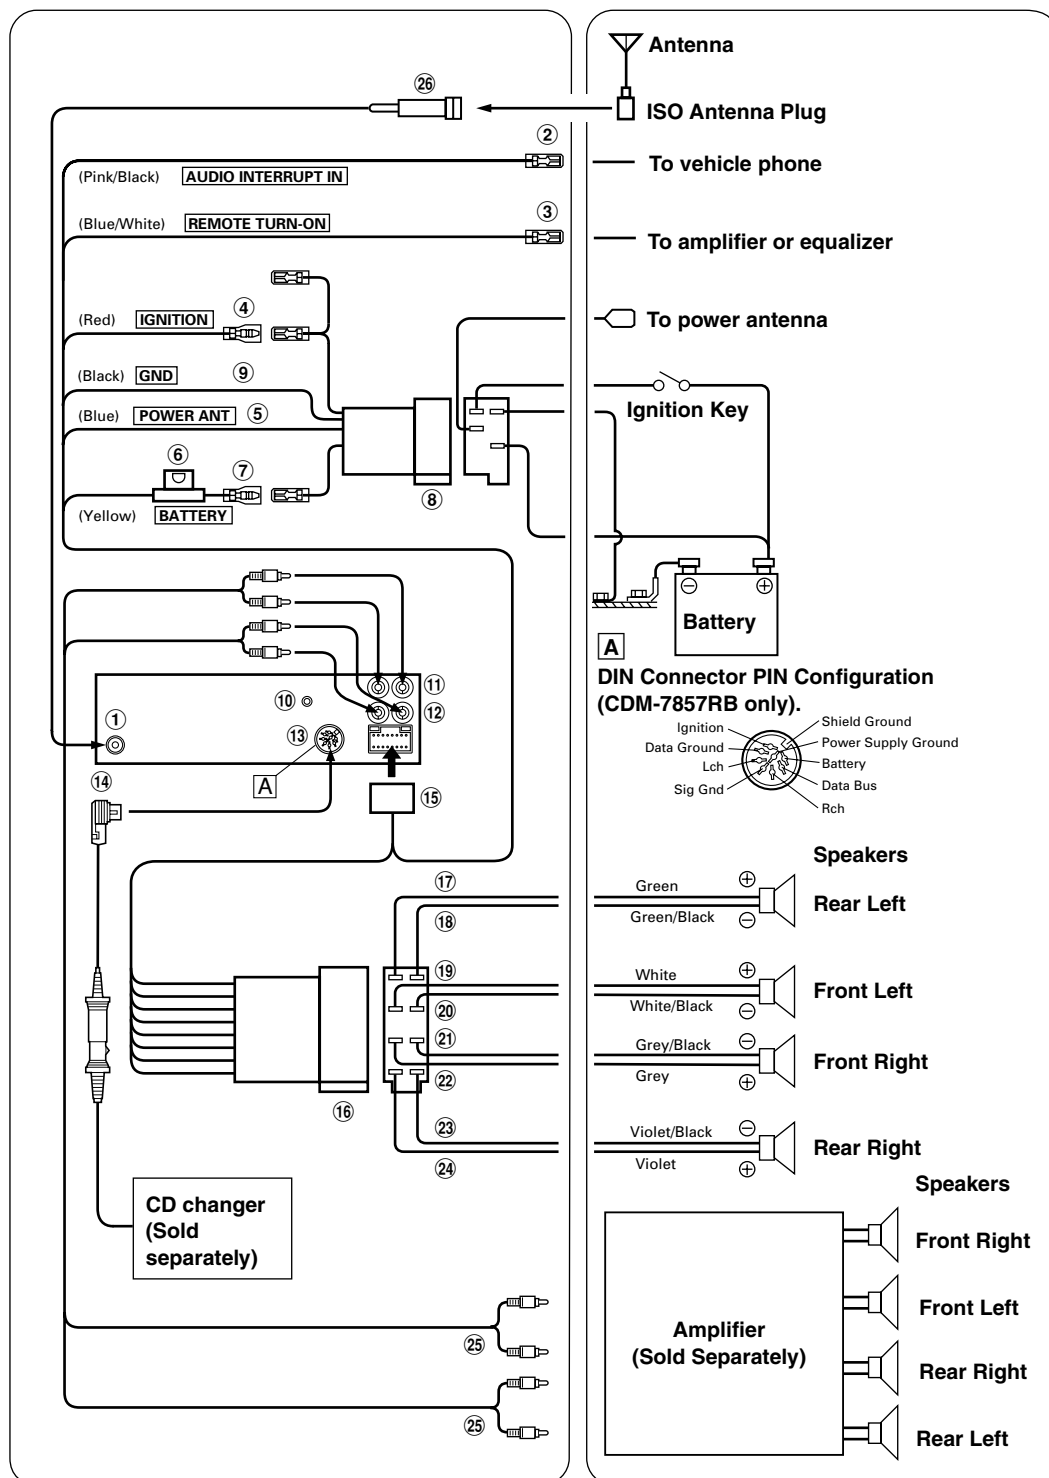 Antenna
26
ISO Antenna Plug
2
(Pink/Black) AUDIO INTERRUPT IN
To vehicle phone
3
(Blue/White) REMOTE TURN-ON
To amplifier or equalizer
4
(Red) IGNITION
To power antenna
9
(Black) GND
Ignition Key
(Blue) POWER ANT 5
6
7
8
(Yellow) BATTERY
Battery
A
DIN Connector PIN Configuration
(CDM-7857RB only).
Ignition
Data Ground
Lch
Sig Gnd
Shield Ground
Power Supply Ground
Battery
Data Bus
Rch
11
10
12
1
13
14
A
15
Speakers
17
Green
18
Green/Black
Rear Left
19
White
20
White/Black
Front Left
21
Grey/Black
22
Grey
Front Right
16
23
Violet/Black
24
Violet
Rear Right
CD changer
(Sold
separately)
Speakers
Front Right
Front Left
Amplifier
(Sold Separately)
Rear Right
Rear Left
25
25